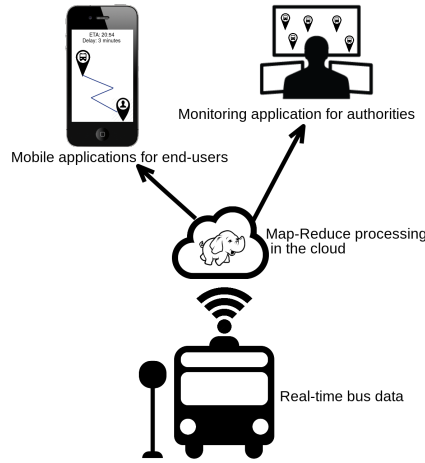 ETA: 20:54
Delay: 3 minutes
Monitoring application for authorities
Mobile applications for end-users
Map-Reduce processing
in the cloud
Real-time bus data